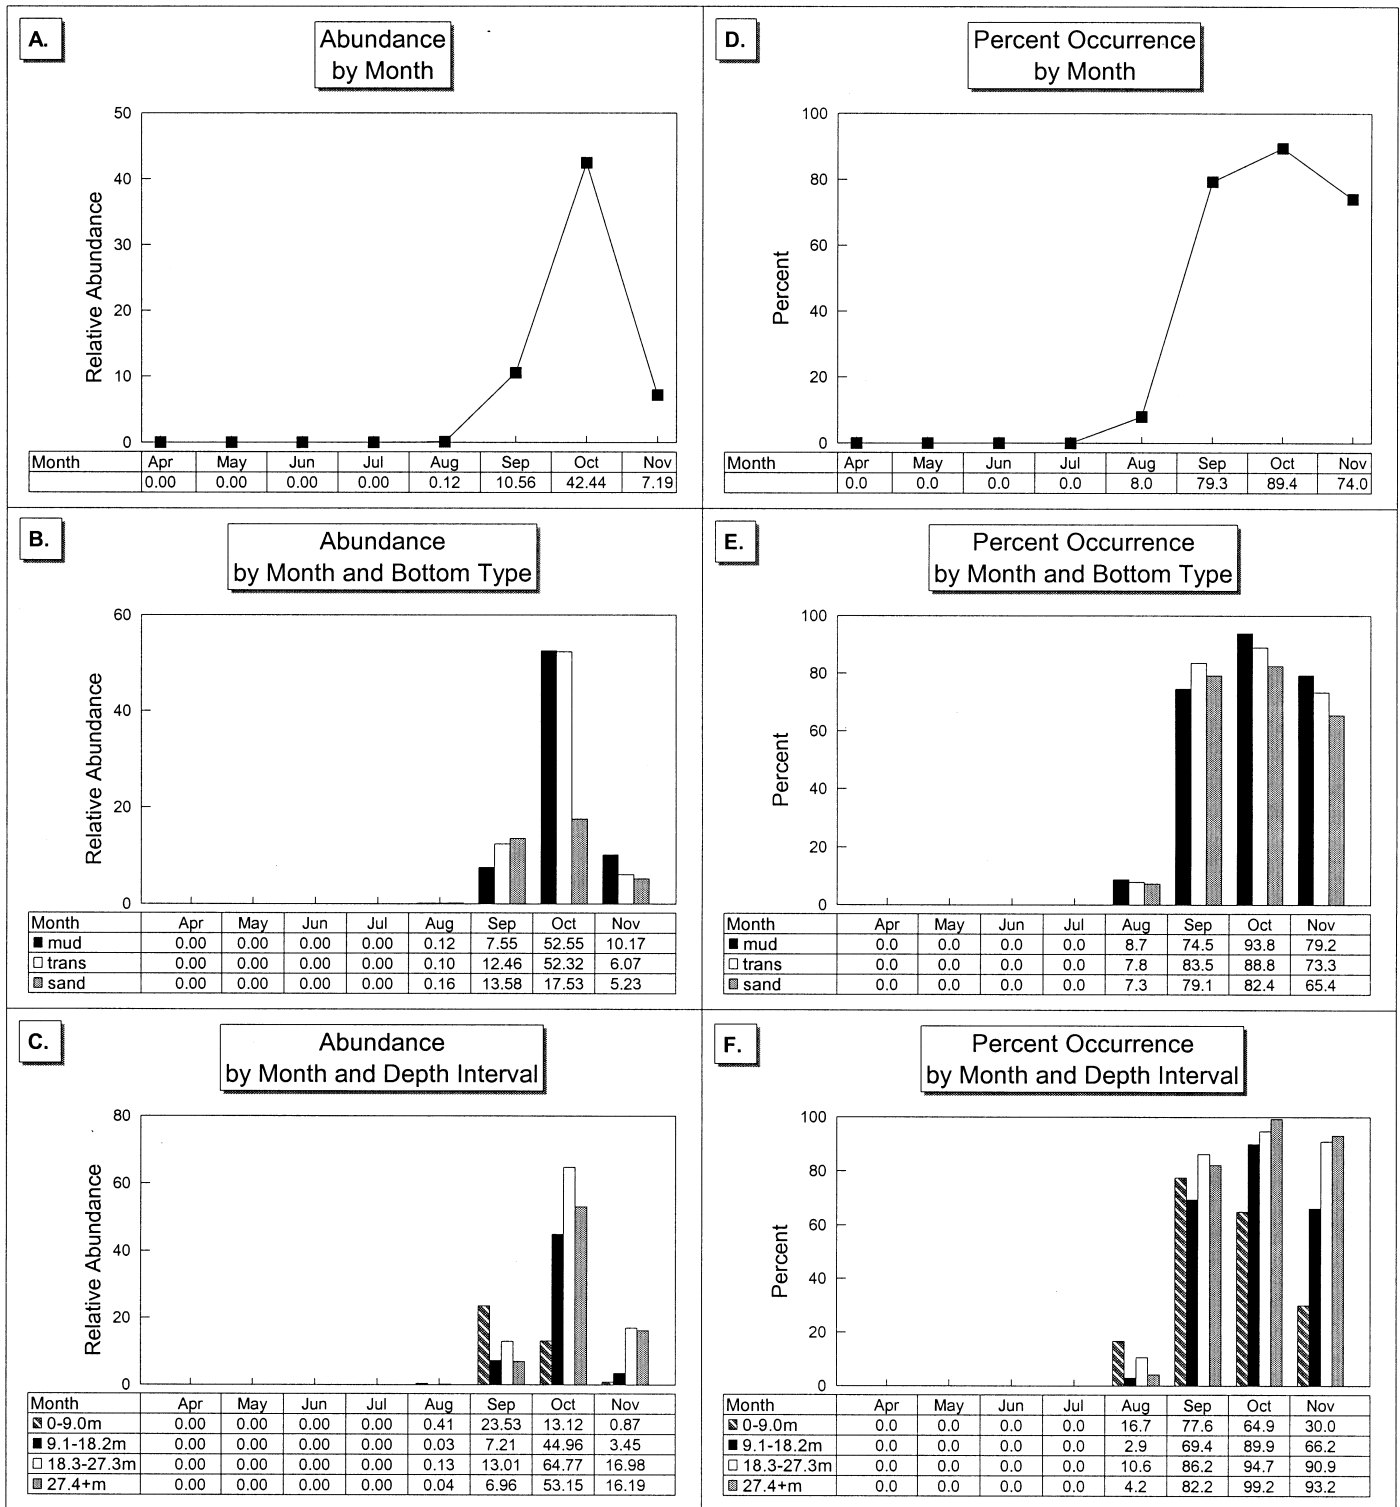 A.
Abundance
by Month
Relative Abundance
50
40
30
20
10
0
Month Apr May Jun Jul Aug Sep Oct Nov
0.00 0.00 0.00 0.00 0.12 10.56 42.44 7.19
D.
Percent Occurrence
by Month
Percent
100
80
60
40
20
0
Month Apr May Jun Jul Aug Sep Oct Nov
0.0 0.0 0.0 0.0 8.0 79.3 89.4 74.0
B.
Abundance
by Month and Bottom Type
Relative Abundance
60
40
20
0
Month Apr May Jun Jul Aug Sep Oct Nov
mud 0.00 0.00 0.00 0.00 0.12 7.55 52.55 10.17
trans 0.00 0.00 0.00 0.00 0.10 12.46 52.32 6.07
sand 0.00 0.00 0.00 0.00 0.16 13.58 17.53 5.23
E.
Percent Occurrence
by Month and Bottom Type
Percent
100
80
60
40
20
0
Month Apr May Jun Jul Aug Sep Oct Nov
mud 0.0 0.0 0.0 0.0 8.7 74.5 93.8 79.2
trans 0.0 0.0 0.0 0.0 7.8 83.5 88.8 73.3
sand 0.0 0.0 0.0 0.0 7.3 79.1 82.4 65.4
C.
Abundance
by Month and Depth Interval
Relative Abundance
80
60
40
20
0
Month Apr May Jun Jul Aug Sep Oct Nov
0-9.0m 0.00 0.00 0.00 0.00 0.41 23.53 13.12 0.87
9.1-18.2m 0.00 0.00 0.00 0.00 0.03 7.21 44.96 3.45
18.3-27.3m 0.00 0.00 0.00 0.00 0.13 13.01 64.77 16.98
27.4+m 0.00 0.00 0.00 0.00 0.04 6.96 53.15 16.19
F.
Percent Occurrence
by Month and Depth Interval
Percent
100
80
60
40
20
0
Month Apr May Jun Jul Aug Sep Oct Nov
0-9.0m 0.0 0.0 0.0 0.0 16.7 77.6 64.9 30.0
9.1-18.2m 0.0 0.0 0.0 0.0 2.9 69.4 89.9 66.2
18.3-27.3m 0.0 0.0 0.0 0.0 10.6 86.2 94.7 90.9
27.4+m 0.0 0.0 0.0 0.0 4.2 82.2 99.2 93.2